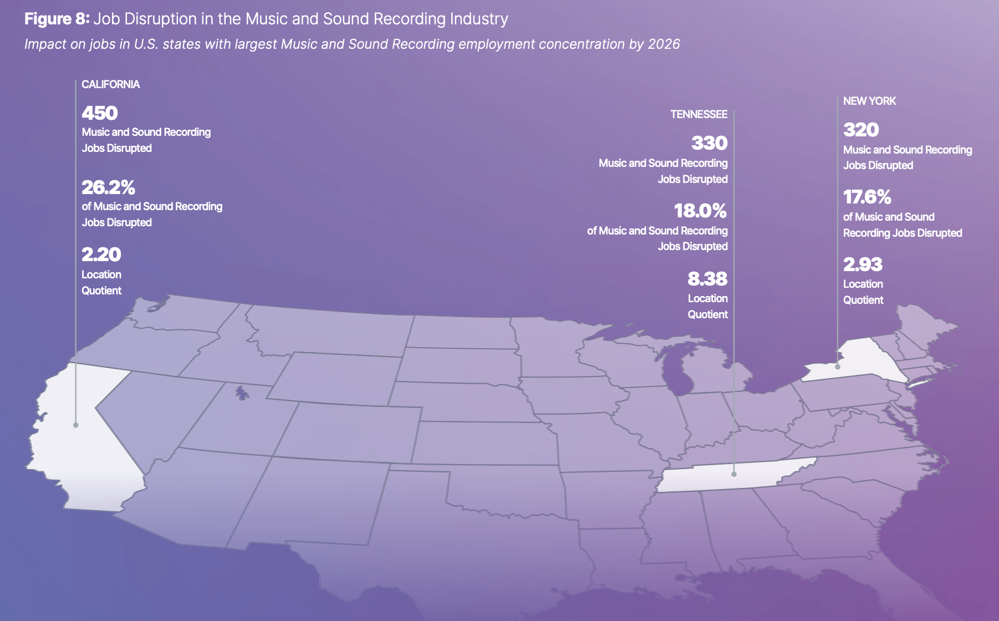 Figure 8: Job Disruption in the Music and Sound Recording Industry
Impact on jobs in U.S. states with largest Music and Sound Recording employment concentration by 2026
CALIFORNIA
450
Music and Sound Recording
Jobs Disrupted
26.2%
of Music and Sound Recording
Jobs Disrupted
2.20
Location
Quotient
TENNESSEE
330
Music and Sound Recording
Jobs Disrupted
18.0%
of Music and Sound Recording
Jobs Disrupted
8.38
Location
Quotient
NEW YORK
320
Music and Sound Recording
Jobs Disrupted
17.6%
of Music and Sound
Recording Jobs Disrupted
2.93
Location
Quotient